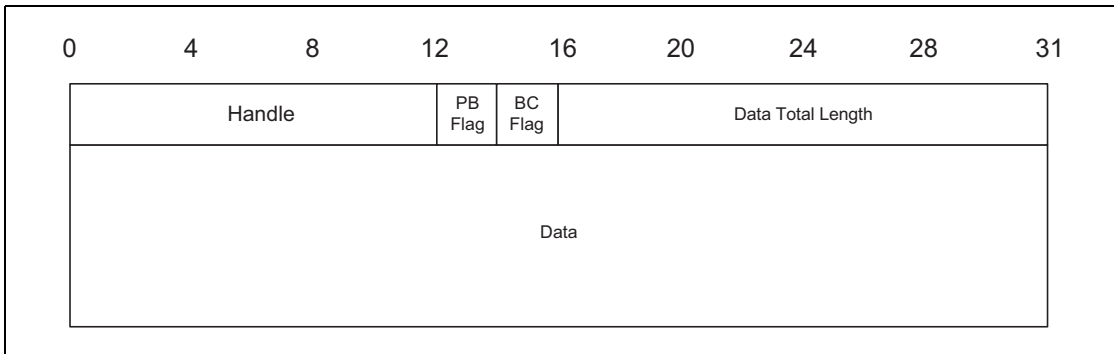 0 4 8 12 16 20 24 28 31
Handle
PB
Flag
BC
Flag
Data Total Length
Data